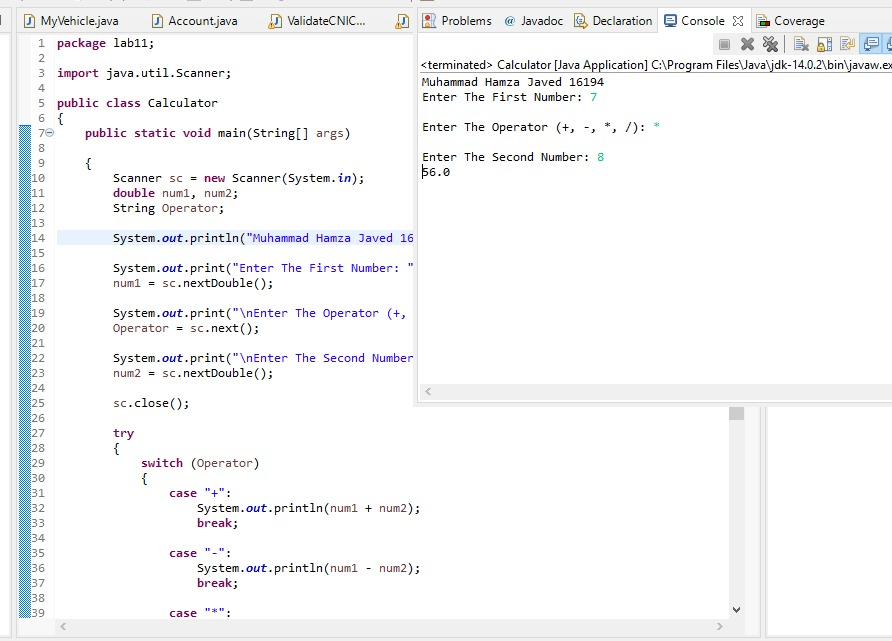 MyVehicle.java Account.java ValidateCNIC...
1 package lab11;
2
3 import java.util.Scanner;
4
5 public class Calculator
6 {
7 public static void main(String[] args)
8
9 {
10 Scanner sc = new Scanner(System.in);
11 double num1, num2;
12 String Operator;
13
14 System.out.println("Muhammad Hamza Javed 16
15
16 System.out.print("Enter The First Number: "
17 num1 = sc.nextDouble();
18
19 System.out.print("\nEnter The Operator (+,
20 Operator = sc.next();
21
22 System.out.print("\nEnter The Second Number
23 num2 = sc.nextDouble();
24
25 sc.close();
26
27 try
28 {
29 switch (Operator)
30 {
31 case "+":
32 System.out.println(num1 + num2);
33 break;
34
35 case "-":
36 System.out.println(num1 - num2);
37 break;
38
39 case "*":
Problems @ Javadoc Declaration Console Coverage
<terminated> Calculator [Java Application] C:\Program Files\Java\jdk-14.0.2\bin\javaw.ex
Muhammad Hamza Javed 16194
Enter The First Number: 7
Enter The Operator (+, -, *, /): *
Enter The Second Number: 8
56.0